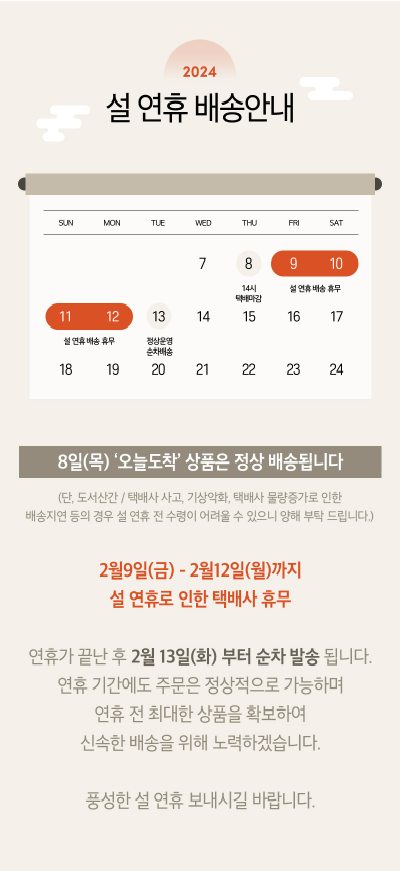 2024
설 연휴 배송안내
SUN MON TUE WED THU FRI SAT
7 8 9 10
14시
택배마감
설 연휴 배송 휴무
11 12 13 14 15 16 17
설 연휴 배송 휴무
정상운영
순차배송
18 19 20 21 22 23 24
8일(목) ‘오늘도착’ 상품은 정상 배송됩니다
(단, 도서산간 / 택배사 사고, 기상악화, 택배사 물량증가로 인한
배송지연 등의 경우 설 연휴 전 수령이 어려울 수 있으니 양해 부탁 드립니다.)
2월9일(금) - 2월12일(월)까지
설 연휴로 인한 택배사 휴무
연휴가 끝난 후 2월 13일(화) 부터 순차 발송 됩니다.
연휴 기간에도 주문은 정상적으로 가능하며
연휴 전 최대한 상품을 확보하여
신속한 배송을 위해 노력하겠습니다.
풍성한 설 연휴 보내시길 바랍니다.